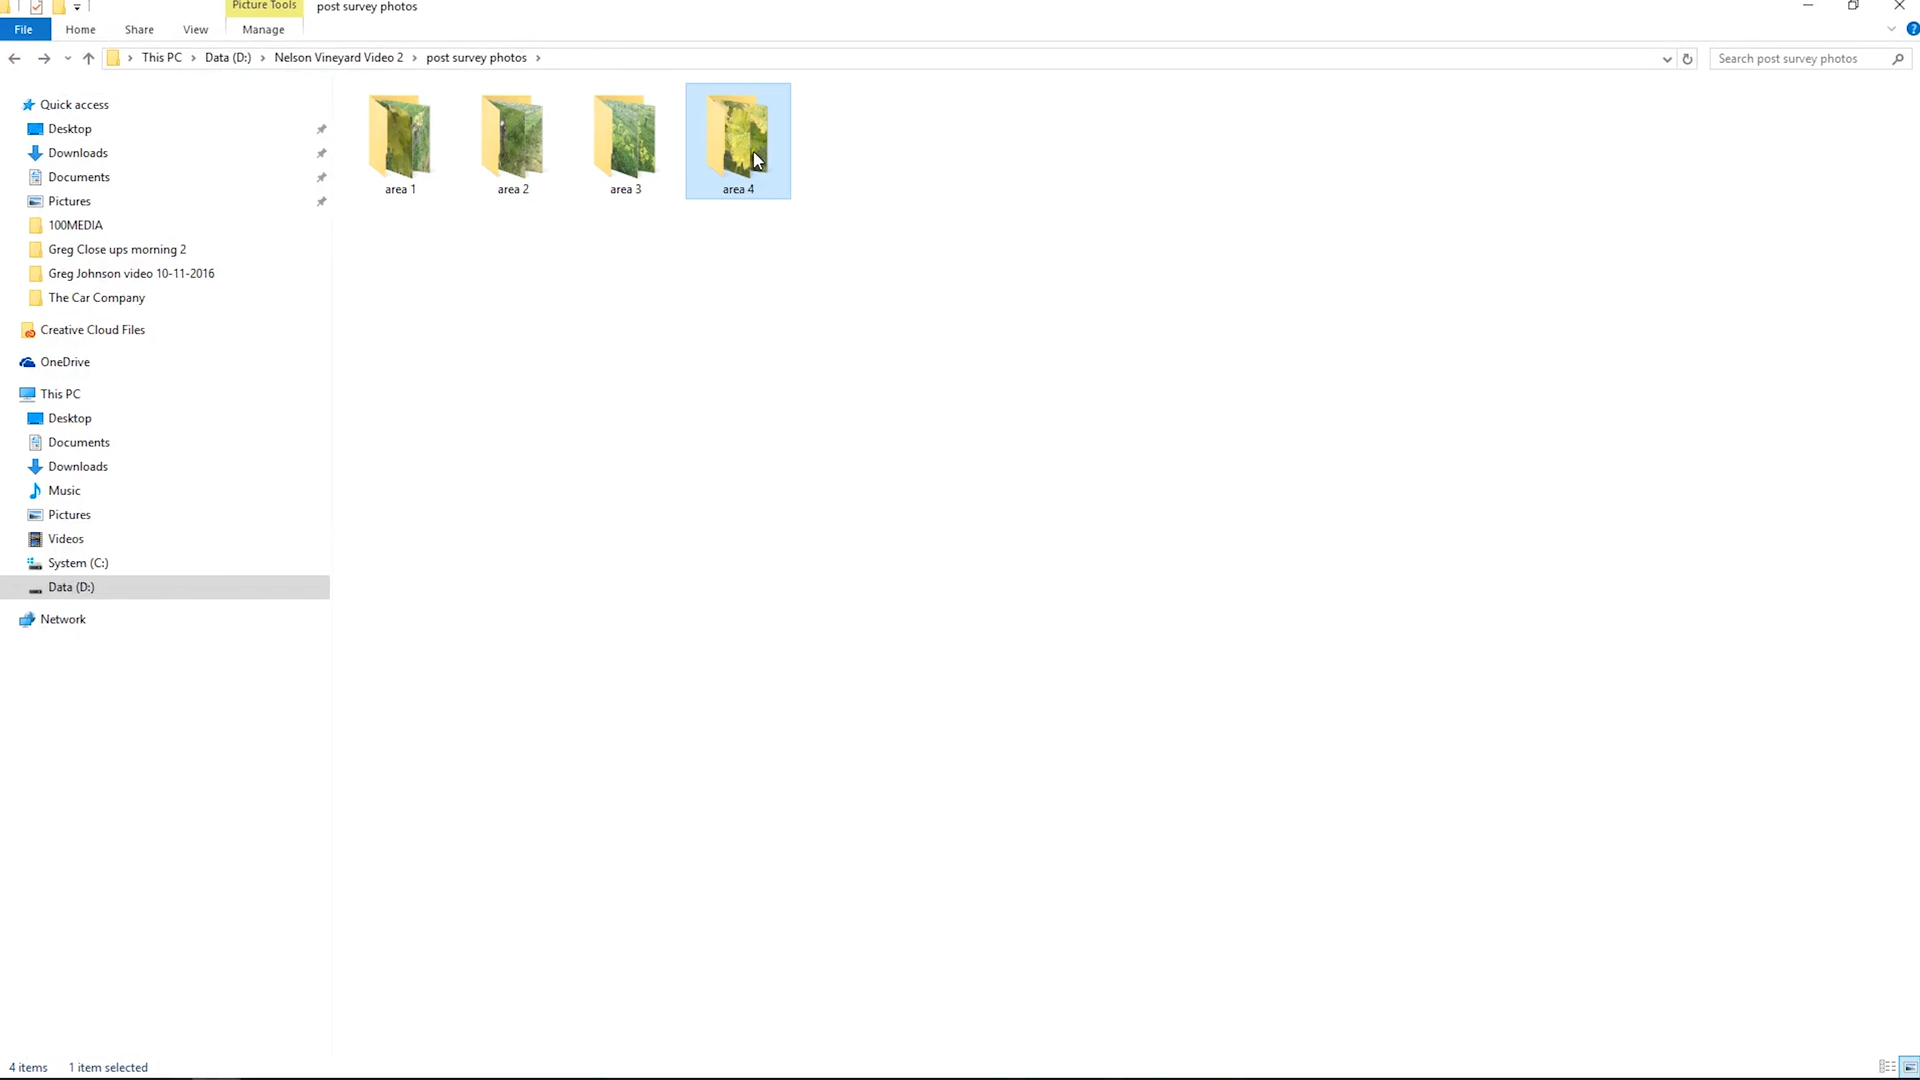 Picture Tools
post survey photos
File
Home
Share
View
Manage
This PC
Data (D:)
Nelson Vineyard Video 2
post survey photos
Search post survey photos
Quick access
Desktop
Downloads
Documents
Pictures
100MEDIA
Greg Close ups morning 2
Greg Johnson video 10-11-2016
The Car Company
Creative Cloud Files
OneDrive
This PC
Desktop
Documents
Downloads
Music
Pictures
Videos
System (C:)
Data (D:)
Network
area 1
area 2
area 3
area 4
4 items
1 item selected